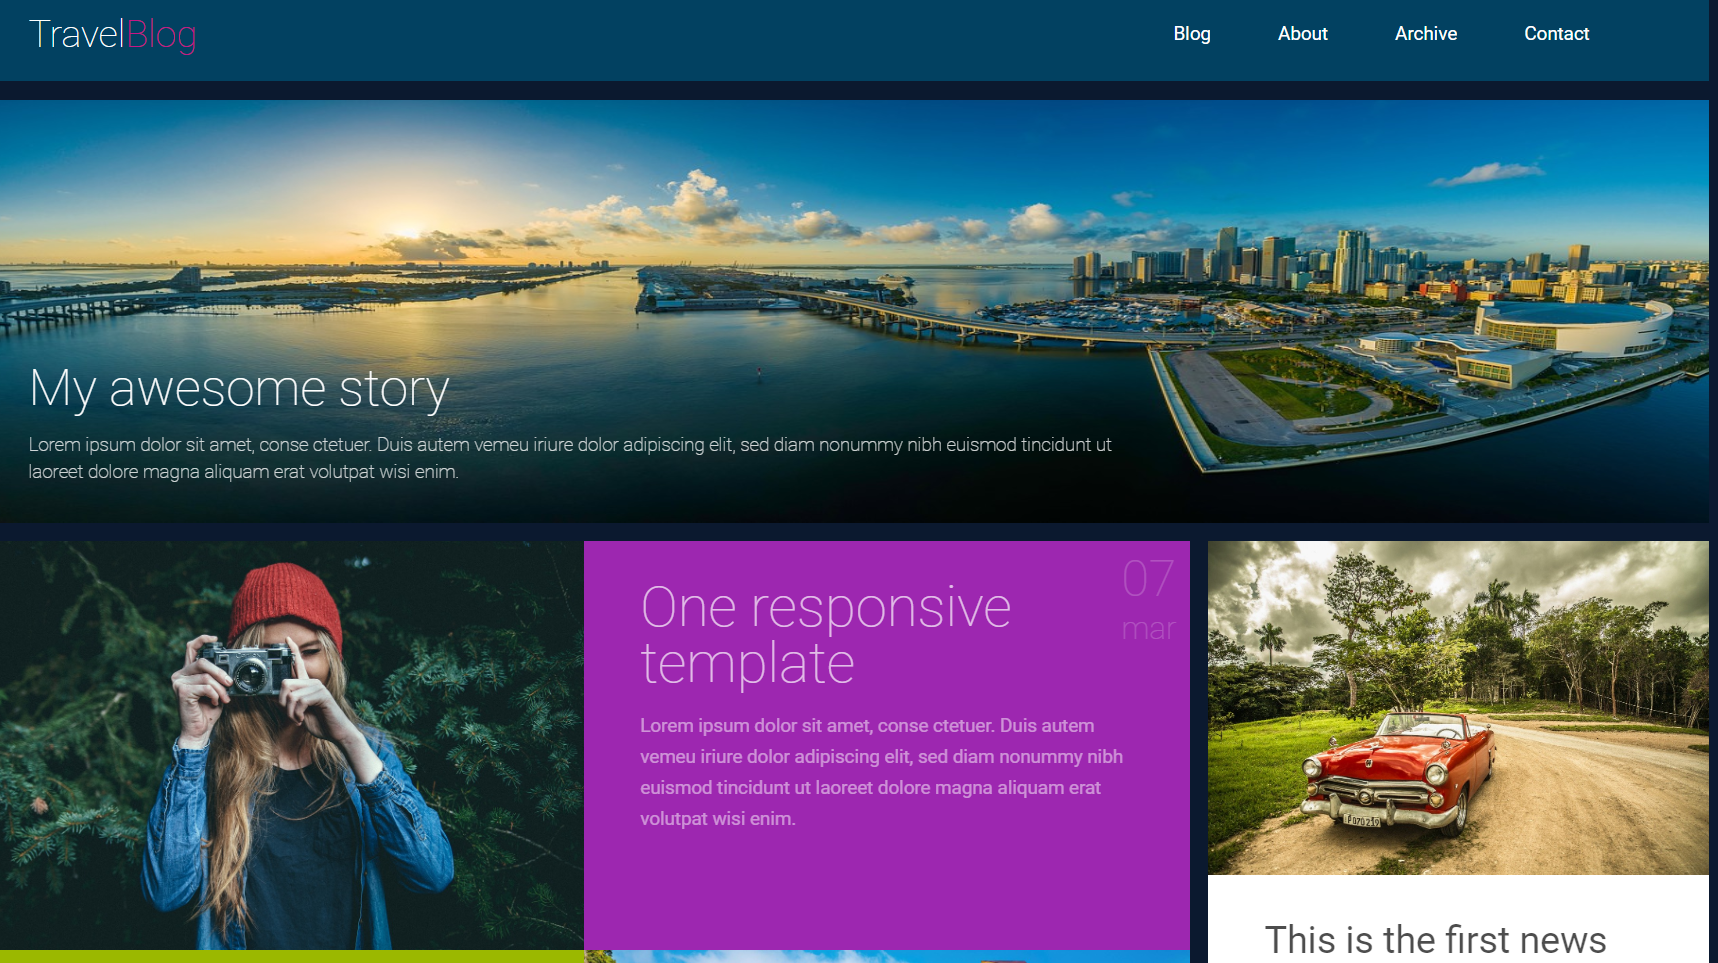 TravelBlog
Blog About Archive Contact
My awesome story
Lorem ipsum dolor sit amet, conse ctetuer. Duis autem vemeu iriure dolor adipiscing elit, sed diam nonummy nibh euismod tincidunt ut
laoreet dolore magna aliquam erat volutpat wisi enim.
One responsive
template
07
mar
Lorem ipsum dolor sit amet, conse ctetuer. Duis autem
vemeu iriure dolor adipiscing elit, sed diam nonummy nibh
euismod tincidunt ut laoreet dolore magna aliquam erat
volutpat wisi enim.
This is the first news